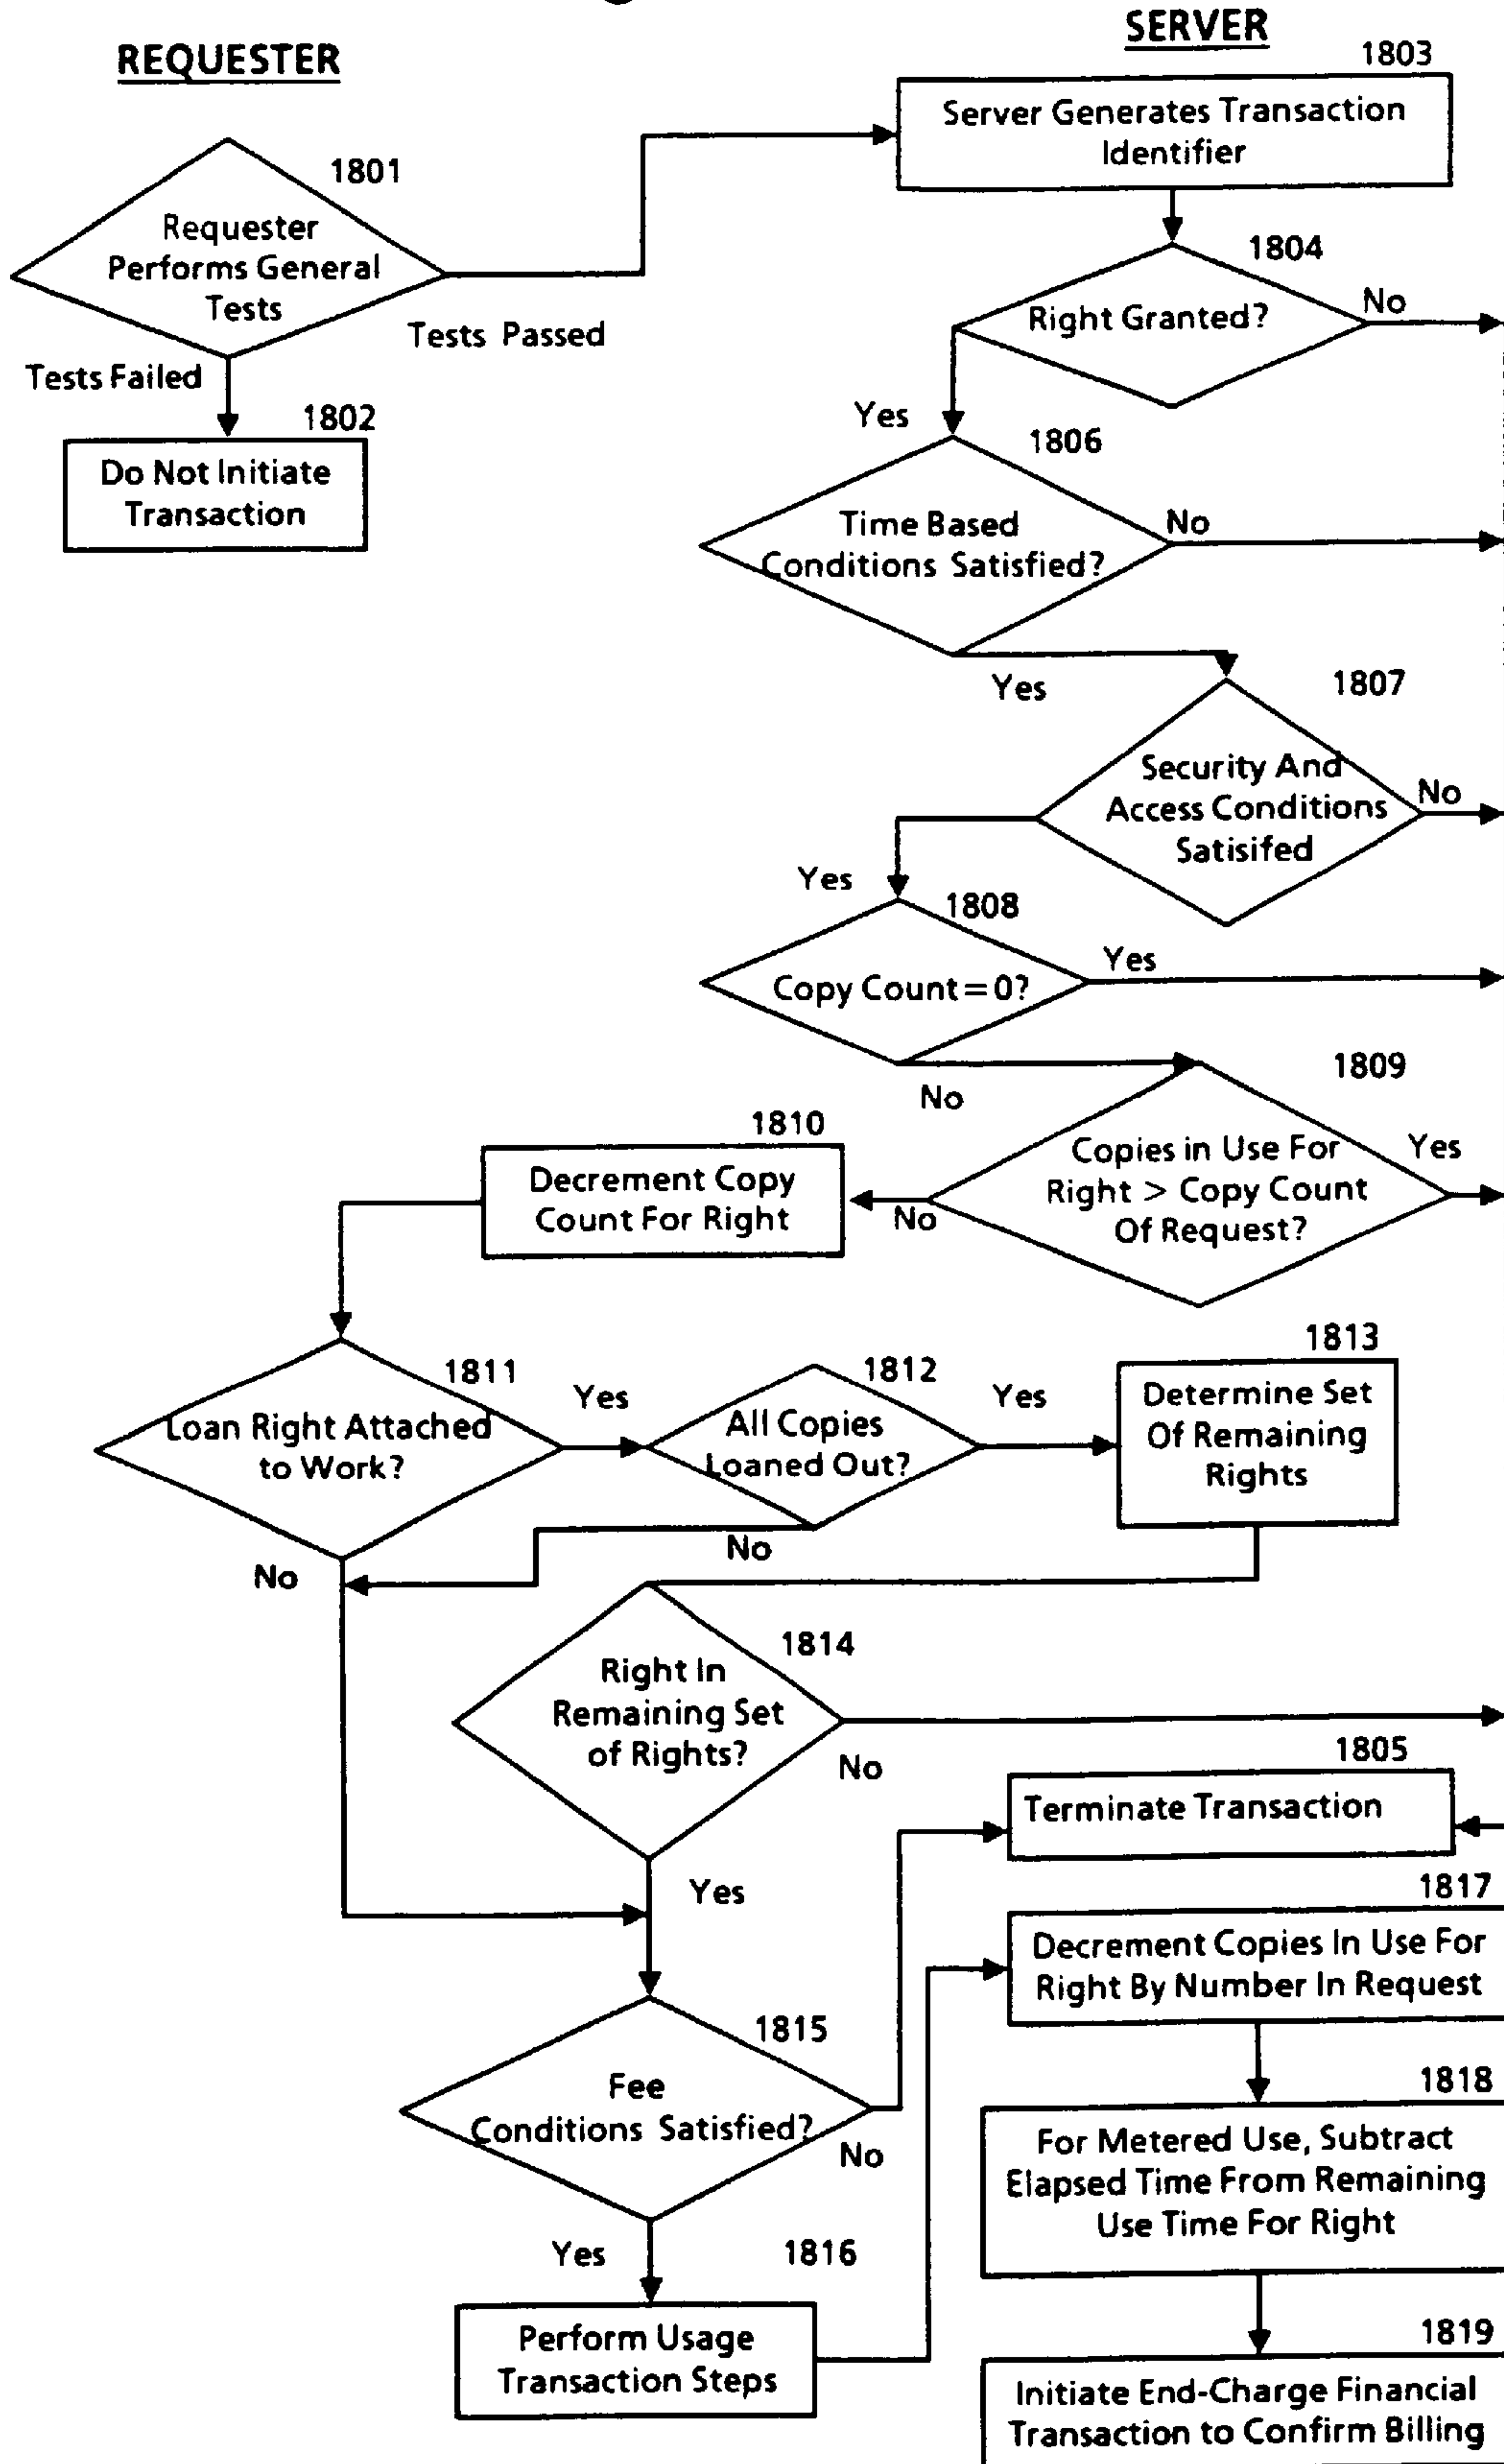 REQUESTER
SERVER
1803
Server Generates Transaction
Identifier
1801
Requester
Performs General
Tests
Tests Passed
Tests Failed
1802
Do Not Initiate
Transaction
1804
Right Granted?
No
Yes
1806
Time Based
Conditions Satisfied?
No
Yes
1807
Security And
Access Conditions
Satisifed
No
Yes
1808
Copy Count=0?
Yes
No
1809
Copies in Use For
Right > Copy Count
Of Request?
Yes
No
1810
Decrement Copy
Count For Right
1811
Loan Right Attached
to Work?
Yes
No
1812
All Copies
Loaned Out?
Yes
No
1813
Determine Set
Of Remaining
Rights
1814
Right In
Remaining Set
of Rights?
No
Yes
1805
Terminate Transaction
1815
Fee
Conditions Satisfied?
No
Yes
1816
Perform Usage
Transaction Steps
1817
Decrement Copies In Use For
Right By Number In Request
1818
For Metered Use, Subtract
Elapsed Time From Remaining
Use Time For Right
1819
Initiate End-Charge Financial
Transaction to Confirm Billing